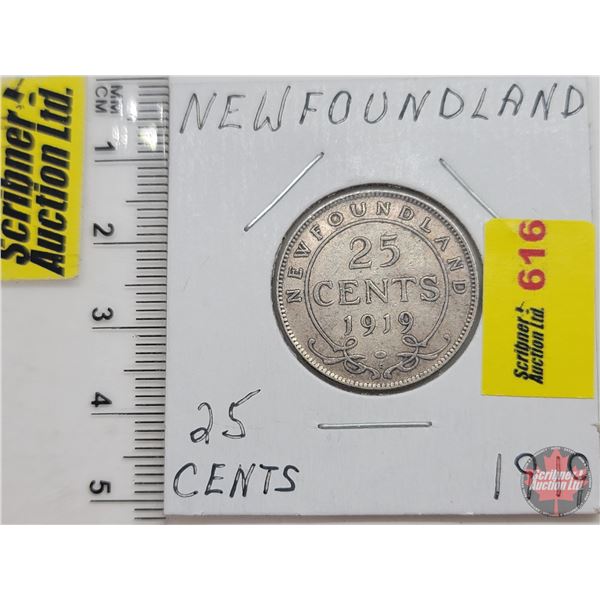 Scribner
Auction Ltd.
MM
CM
1
2
3
4
5
NEWFOUNDLAND
NEWFOUNDLAND
25
CENTS
1919
616
Scribner
Auction Ltd.
25
CENTS
1919
Scribner
Auction Ltd.